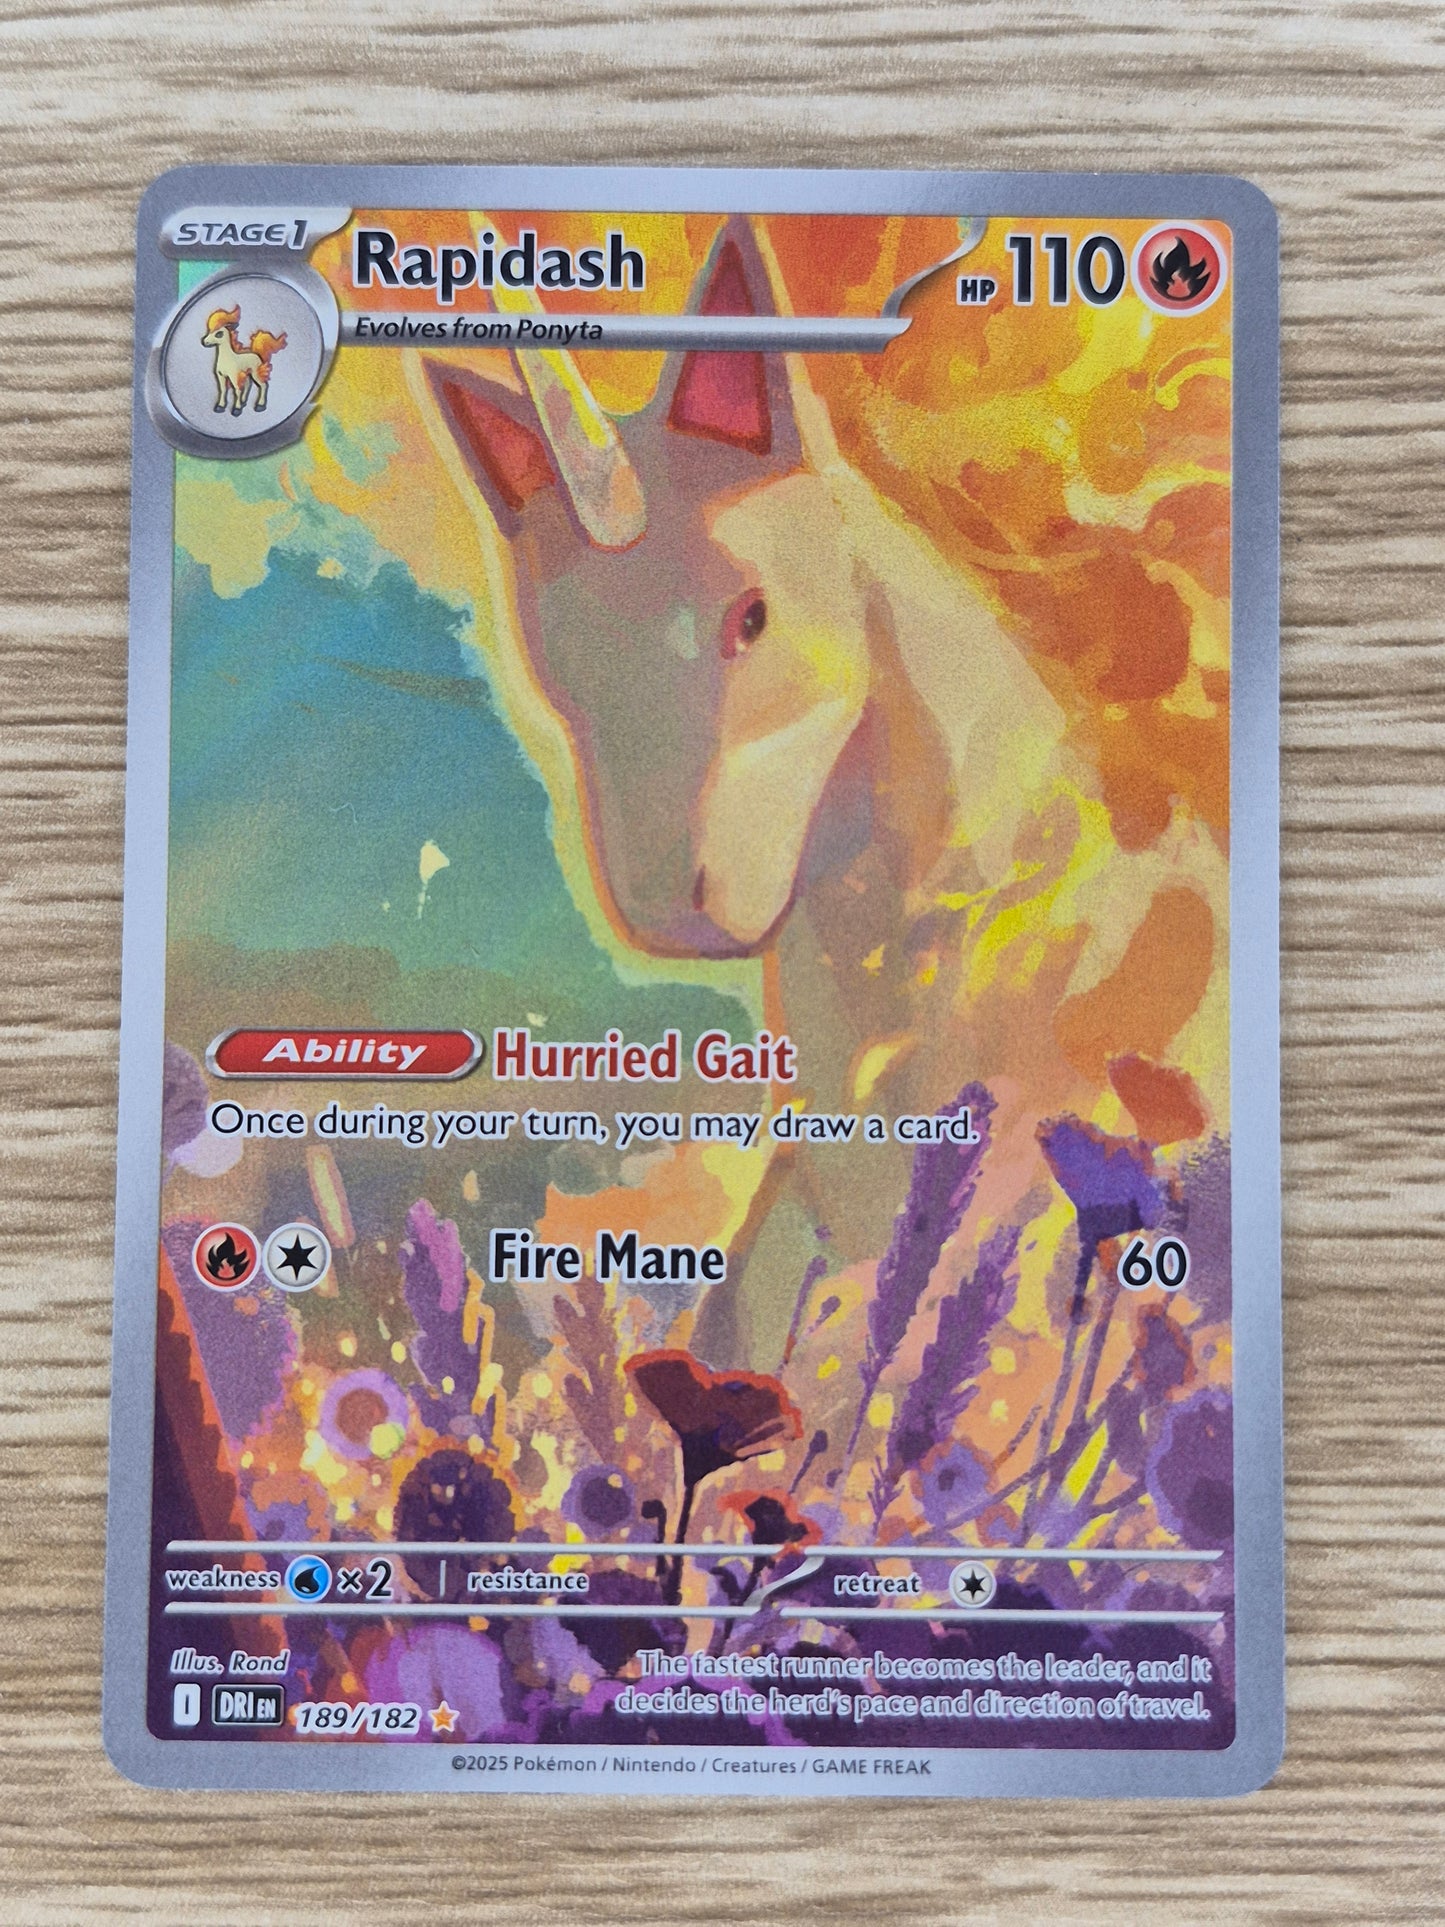 STAGE1
Rapidash
HP 110
Evolves from Ponyta
Ability Hurried Gait
Once during your turn, you may draw a card.
Fire Mane 60
weakness ×2 resistance retreat
Illus. Rond
The fastest runner becomes the leader, and it
decides the herd's pace and direction of travel.
I DRI EN 189/182
©2025 Pokémon / Nintendo / Creatures / GAME FREAK